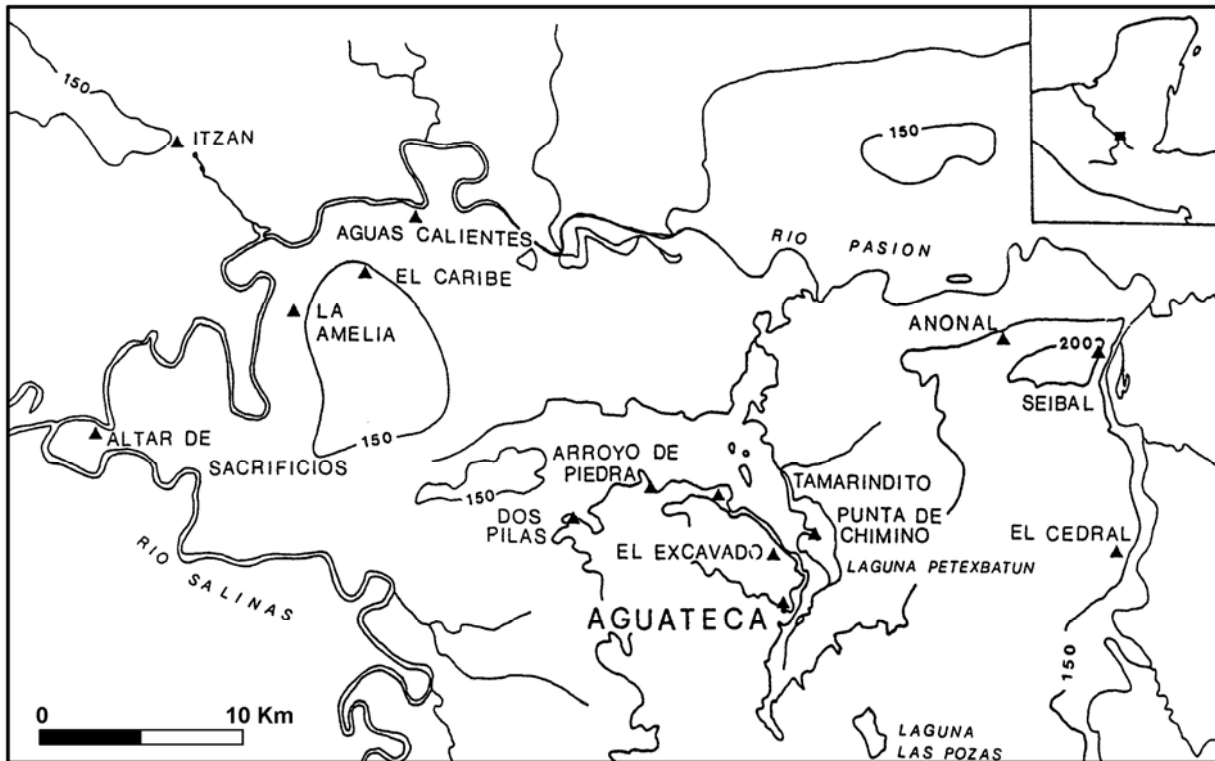 150
ITZAN
AGUAS CALIENTES
EL CARIBE
LA
AMELIA
150
ALTAR DE
SACRIFICIOS
RIO
SALINAS
150
RIO PASION
ANONAL
200
SEIBAL
150
ARROYO DE
PIEDRA
DOS
PILAS
TAMARINDITO
PUNTA DE
CHIMINO
EL EXCAVADO
LAGUNA PETEXBATUN
AGUATECA
EL CEDRAL
150
LAGUNA
LAS POZAS
0 10 Km